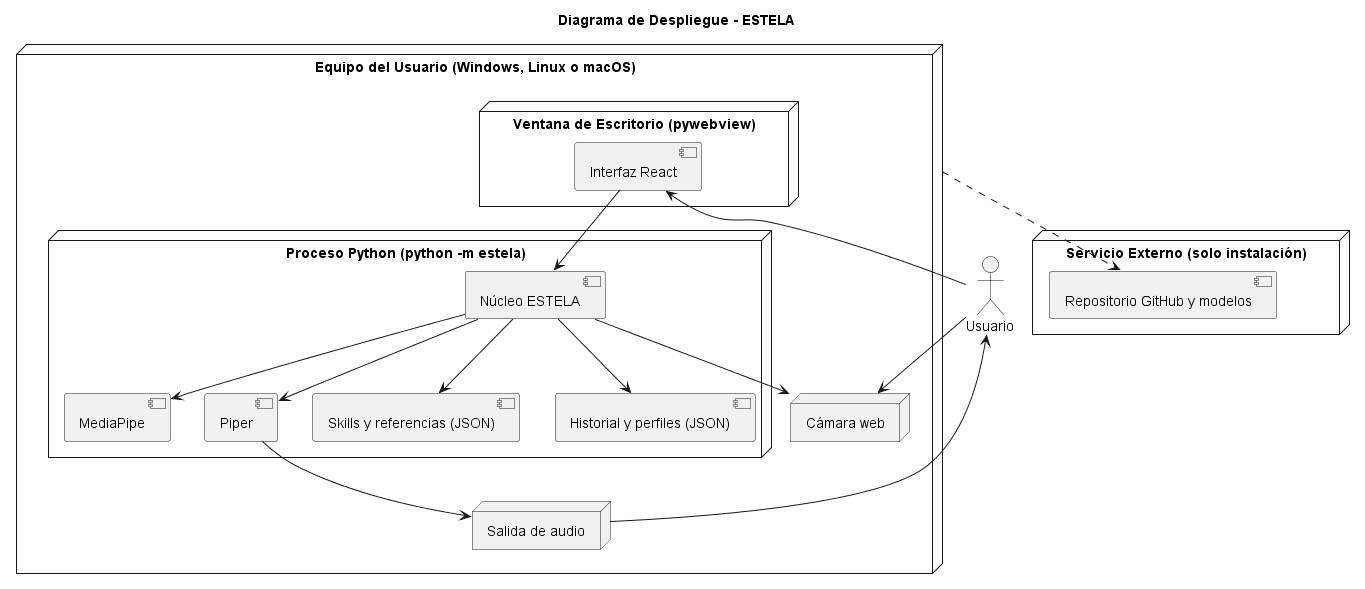 Diagrama de Despliegue - ESTELA
Equipo del Usuario (Windows, Linux o macOS)
Ventana de Escritorio (pywebview)
Interfaz React
Proceso Python (python -m estela)
Núcleo ESTELA
MediaPipe
Piper
Skills y referencias (JSON)
Historial y perfiles (JSON)
Cámara web
Salida de audio
Usuario
Servicio Externo (solo instalación)
Repositorio GitHub y modelos